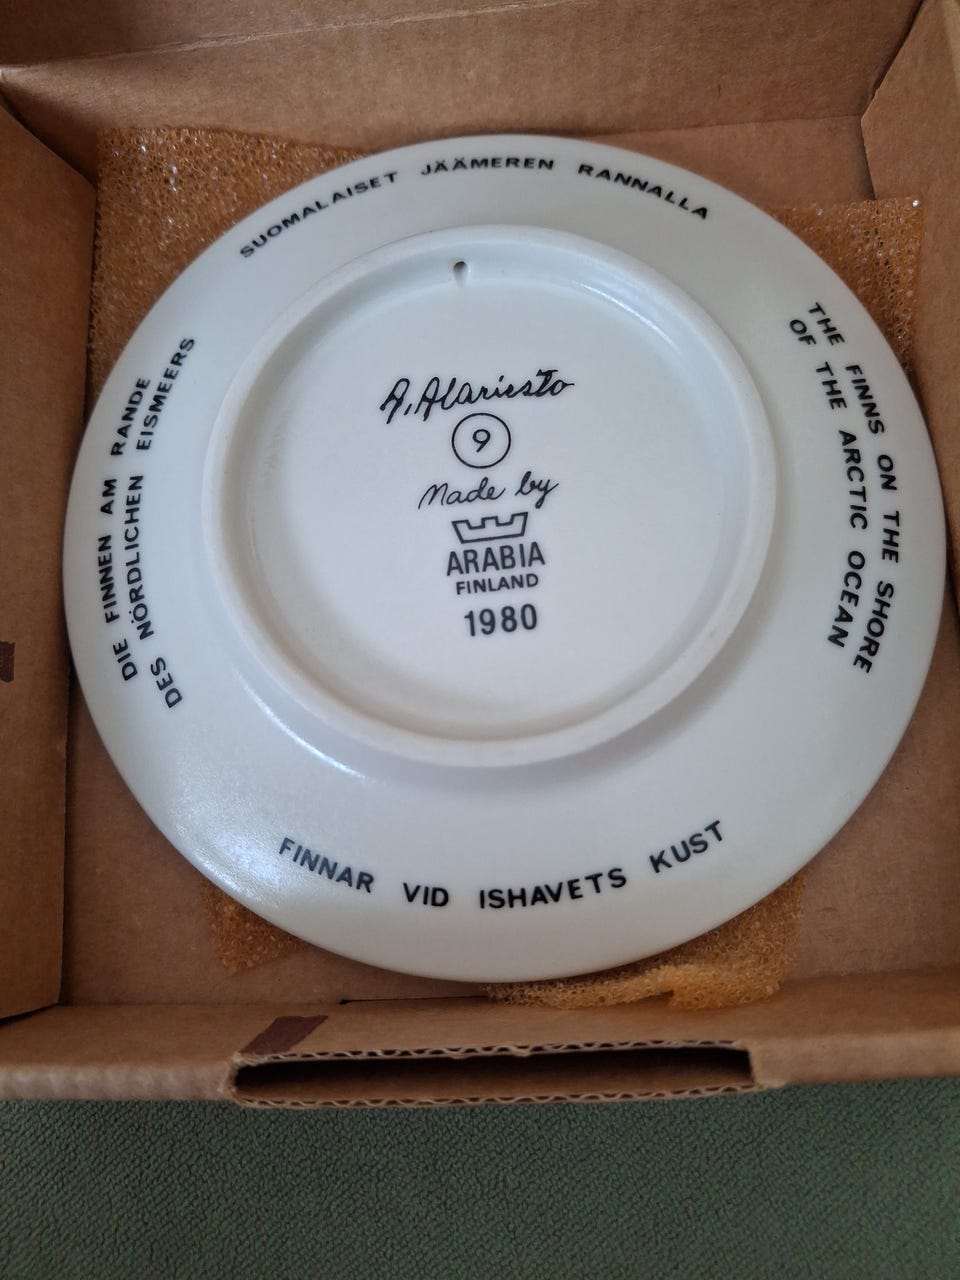 SUOMALAISET JÄÄMEREN RANNALLA
THE FINNS ON THE SHORE
OF THE ARCTIC OCEAN
FINNAR VID ISHAVETS KUST
DIE FINNEN AM RANDE
DES NÖRDLICHEN EISMEERS
A. Alariesto
9
Made by
ARABIA
FINLAND
1980